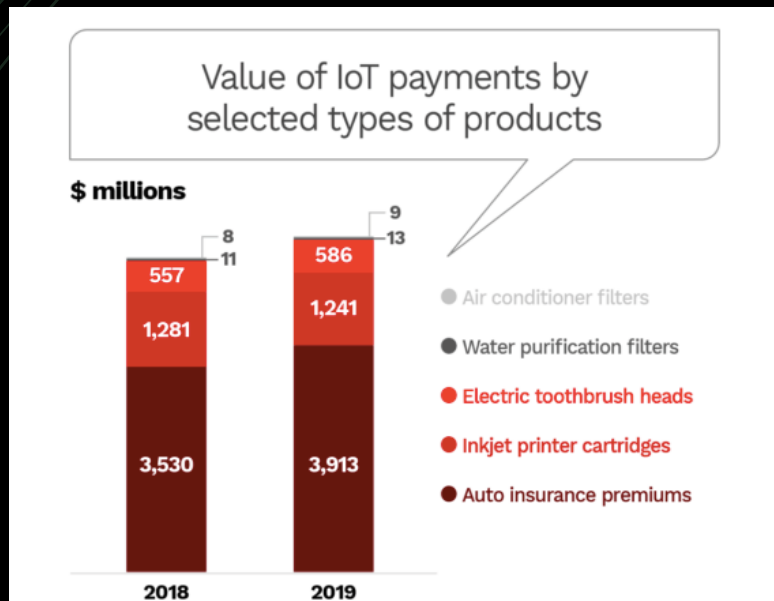 Value of IoT payments by
selected types of products
$ millions
8
11
557
1,281
3,530
2018
9
13
586
1,241
3,913
2019
Air conditioner filters
Water purification filters
Electric toothbrush heads
Inkjet printer cartridges
Auto insurance premiums